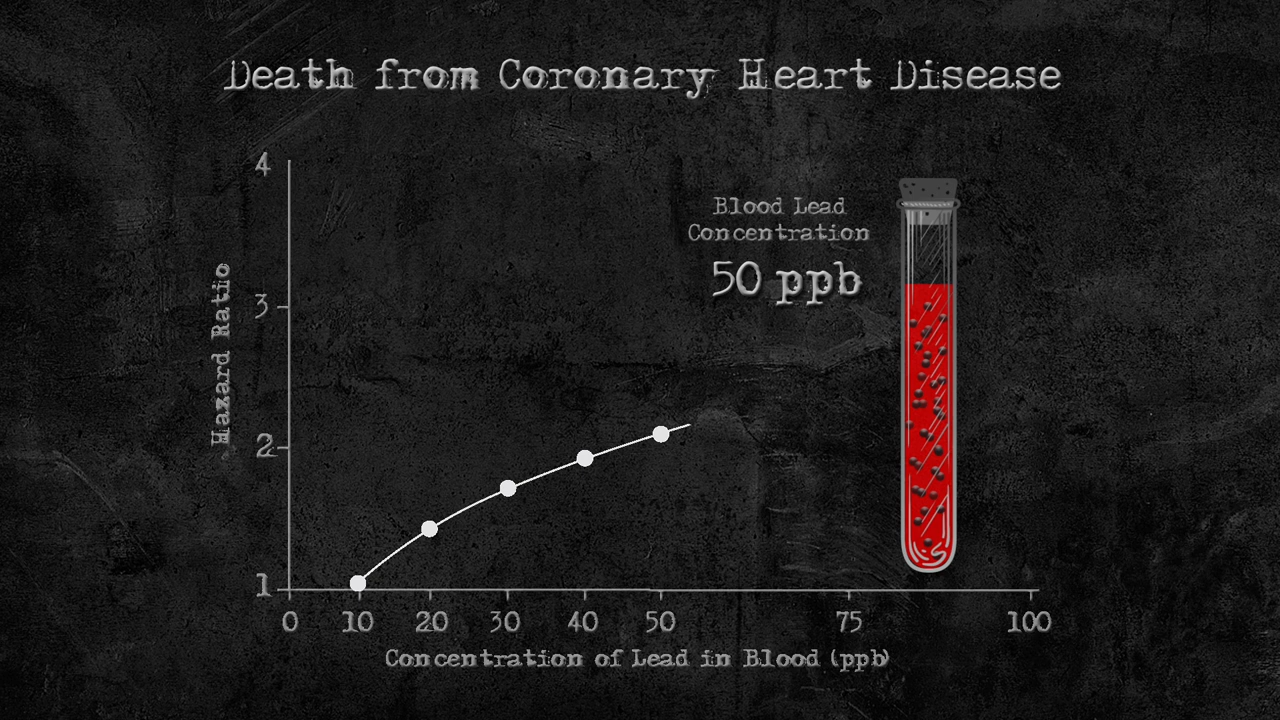 Death from Coronary Heart Disease
4
3
2
1
Hazard Ratio
Blood Lead
Concentration
50 ppb
0 10 20 30 40 50 75 100
Concentration of Lead in Blood (ppb)